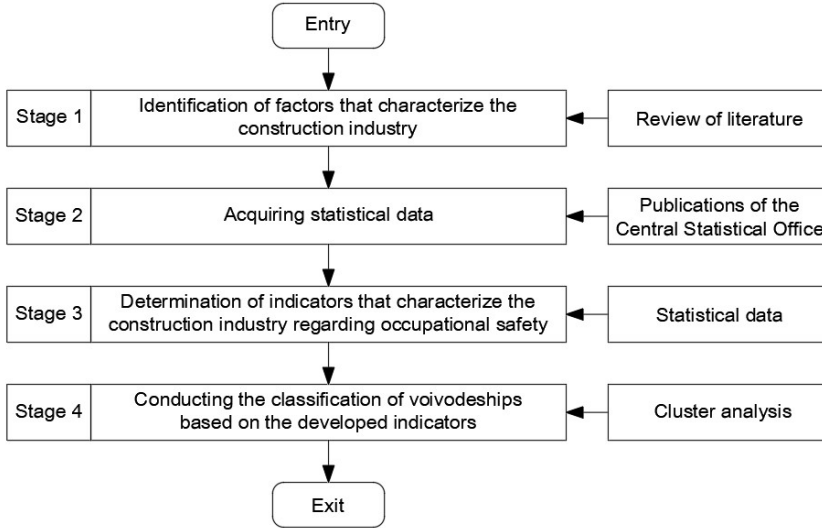 Entry
Stage 1
Identification of factors that characterize the
construction industry
Review of literature
Stage 2
Acquiring statistical data
Publications of the
Central Statistical Office
Stage 3
Determination of indicators that characterize the
construction industry regarding occupational safety
Statistical data
Stage 4
Conducting the classification of voivodeships
based on the developed indicators
Cluster analysis
Exit